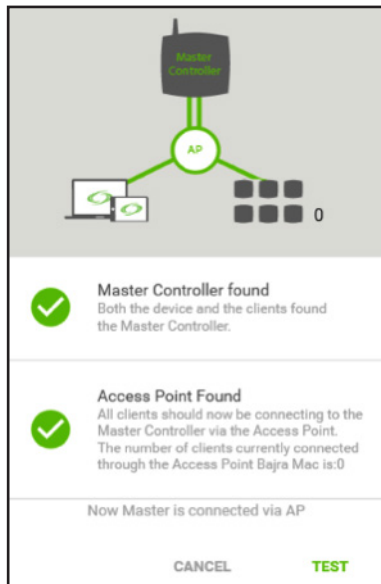 Master
Controller
AP
0
Master Controller found
Both the device and the clients found
the Master Controller.
Access Point Found
All clients should now be connecting to the
Master Controller via the Access Point.
The number of clients currently connected
through the Access Point Bajra Mac is:0
Now Master is connected via AP
CANCEL TEST